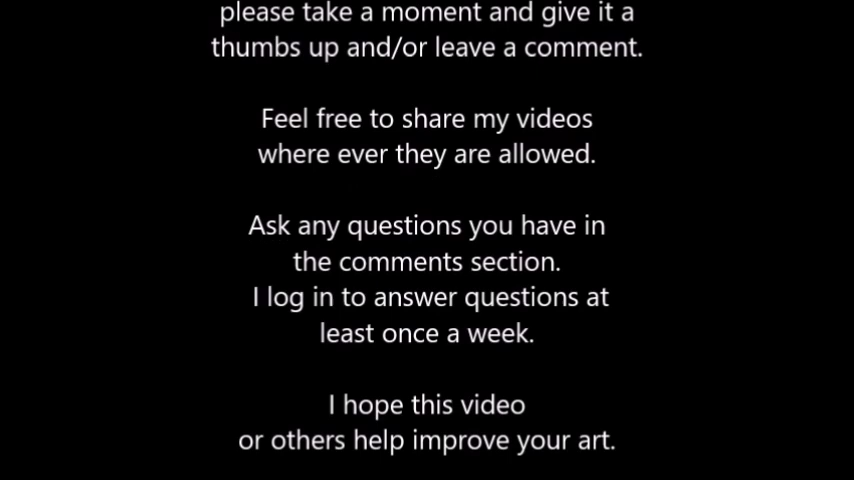 please take a moment and give it a
thumbs up and/or leave a comment.
Feel free to share my videos
where ever they are allowed.
Ask any questions you have in
the comments section.
I log in to answer questions at
least once a week.
I hope this video
or others help improve your art.